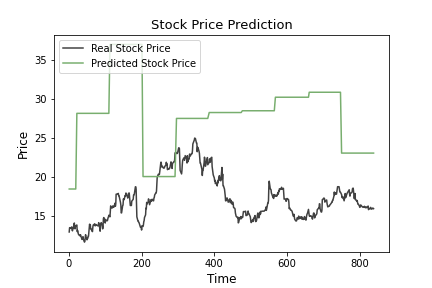 Stock Price Prediction
Real Stock Price
Predicted Stock Price
Price
35
30
25
20
15
0 200 400 600 800
Time